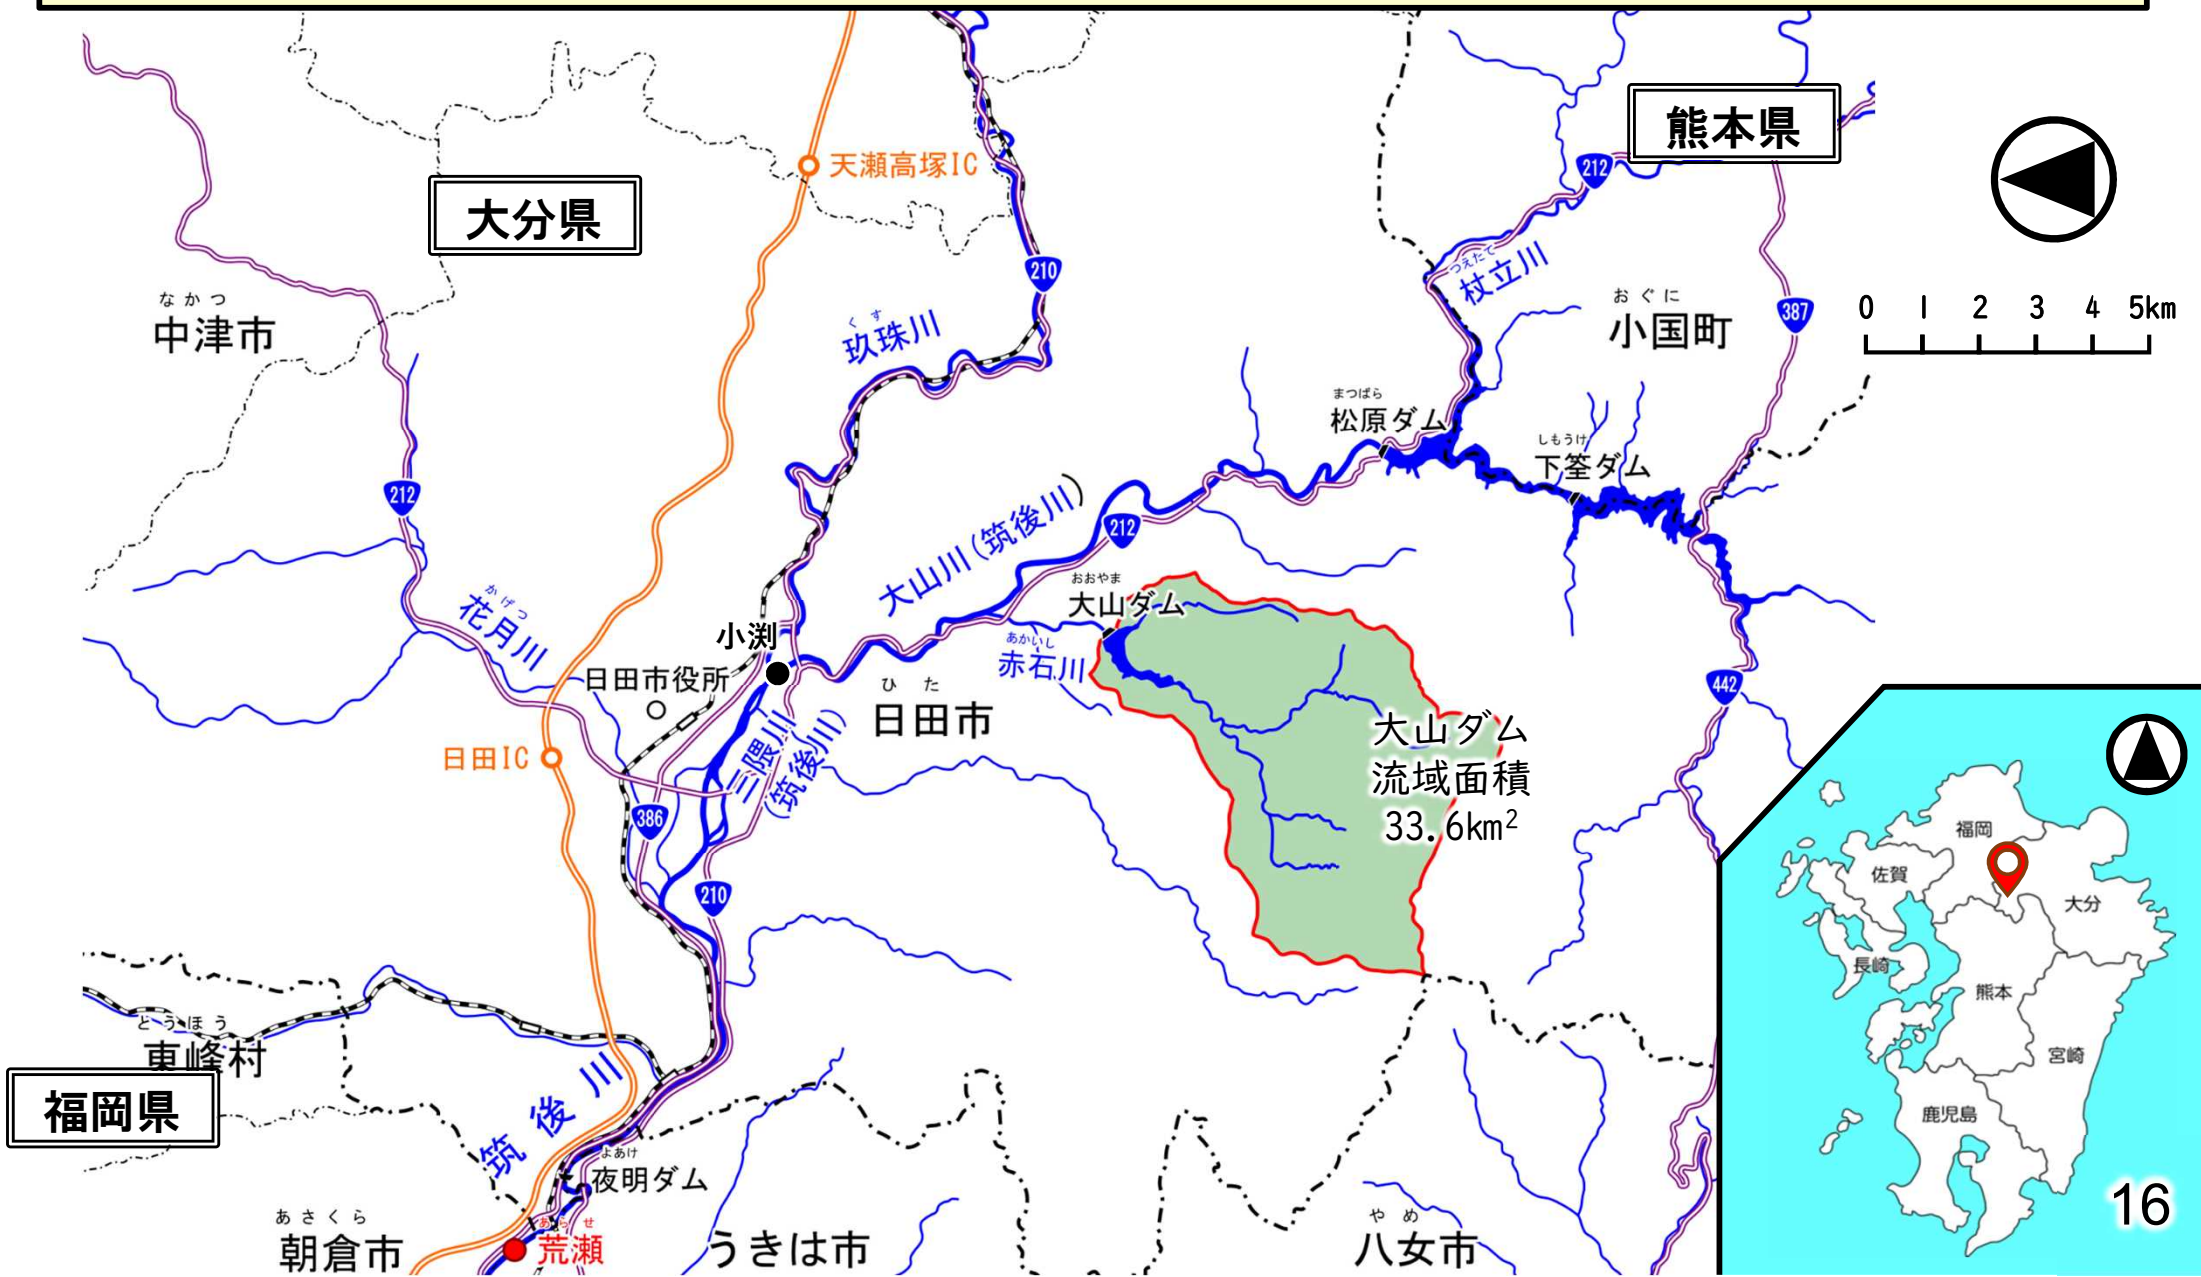 熊本県
212
天瀬高塚IC
大分県
210
つえたて
杖立川
なかつ
中津市
くす
玖珠川
おぐに
小国町
387
0 1 2 3 4 5km
まつばら
松原ダム
しもうけ
下筌ダム
212
大山川(筑後川)
212
かげつ
花月川
おおやま
大山ダム
小渕
あかいし
赤石川
日田市役所
ひた
日田市
442
三隈川
(筑後川)
大山ダム
流域面積
33.6km²
日田IC
386
210
福岡
佐賀
大分
長崎
熊本
宮崎
鹿児島
とうほう
東峰村
福岡県
筑後川
よあけ
夜明ダム
あさくら
朝倉市
あらせ
荒瀬
うきは市
やめ
八女市
16